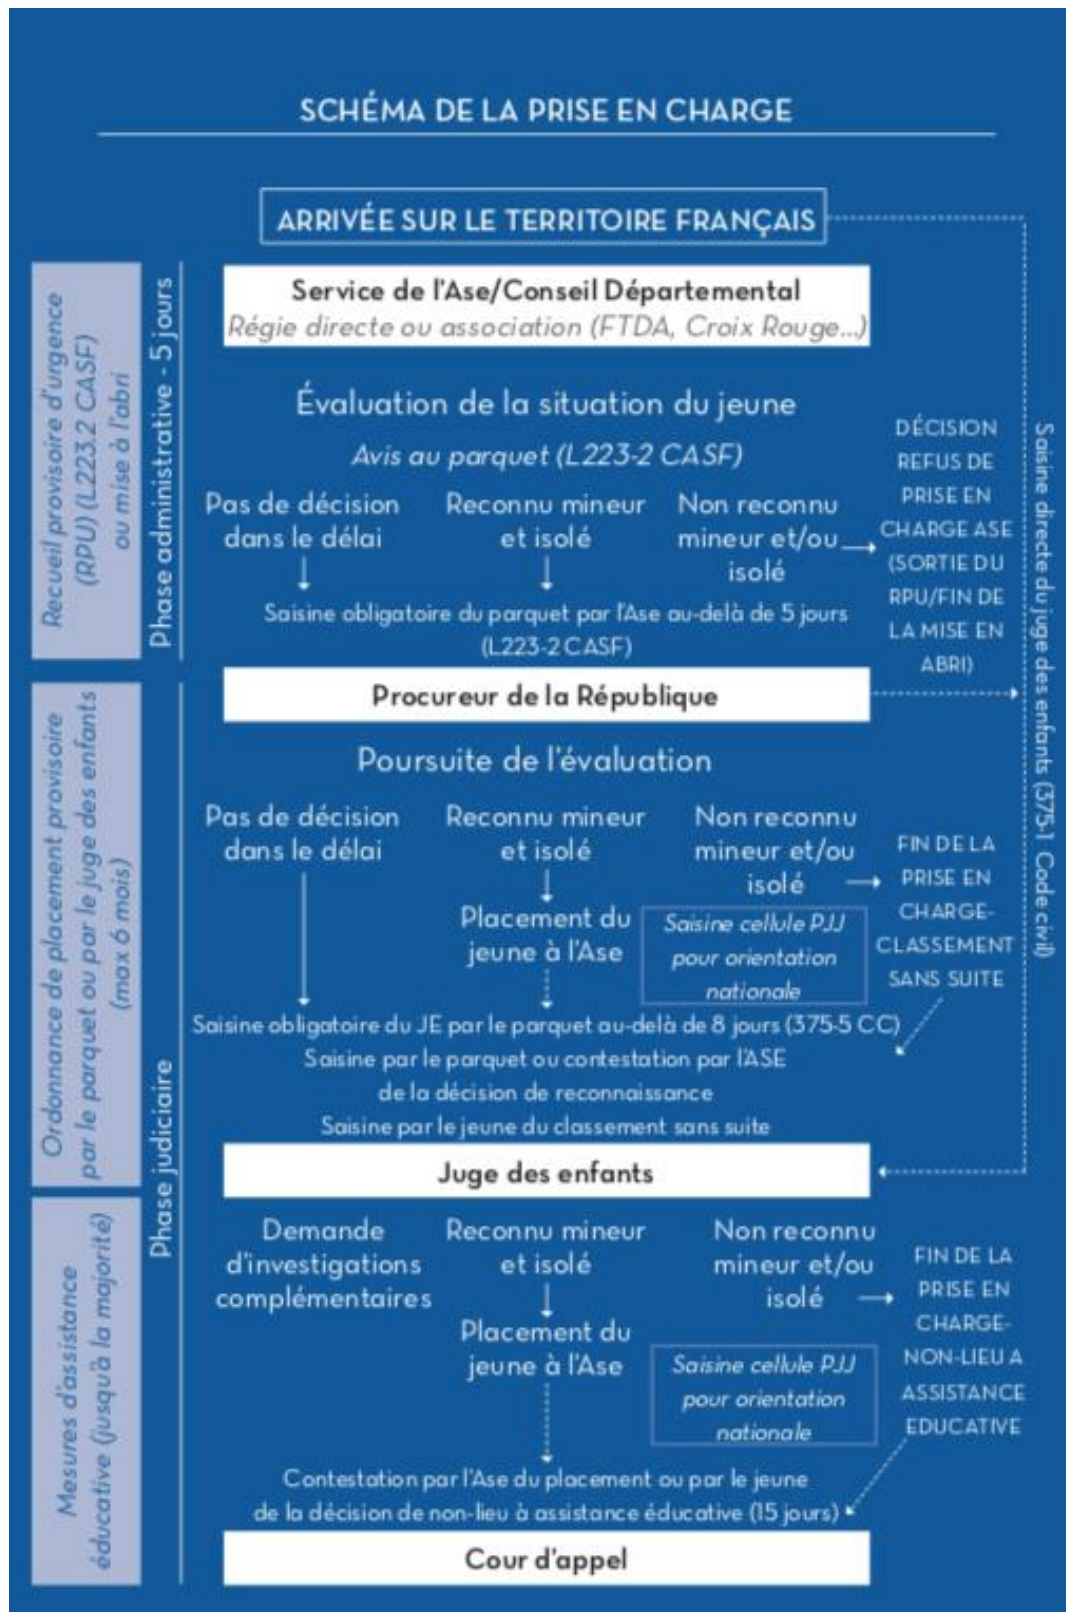 SCHÉMA DE LA PRISE EN CHARGE
ARRIVÉE SUR LE TERRITOIRE FRANÇAIS
Recueil provisoire d'urgence
(RPU) (L223.2 CASF)
ou mise à l'abri
Phase administrative - 5 jours
Service de l'Ase/Conseil Départemental
Régie directe ou association (FTDA, Croix Rouge...)
Évaluation de la situation du jeune
Avis au parquet (L223-2 CASF)
Pas de décision
dans le délai
Reconnu mineur
et isolé
Non reconnu
mineur et/ou
isolé
DÉCISION
REFUS DE
PRISE EN
CHARGE ASE
(SORTIE DU
RPU/FIN DE
LA MISE EN
ABRI)
Saisine obligatoire du parquet par l'Ase au-delà de 5 jours
(L223-2 CASF)
Saisine directe du juge des enfants (375-1 Code civil)
Ordonnance de placement provisoire
par le parquet ou par le juge des enfants
(max 6 mois)
Phase judiciaire
Procureur de la République
Poursuite de l'évaluation
Pas de décision
dans le délai
Reconnu mineur
et isolé
Placement du
jeune à l'Ase
Non reconnu
mineur et/ou
isolé
Saisine cellule PJJ
pour orientation
nationale
FIN DE LA
PRISE EN
CHARGE-
CLASSEMENT
SANS SUITE
Saisine obligatoire du JE par le parquet au-delà de 8 jours (375-5 CC)
Saisine par le parquet ou contestation par l'ASE
de la décision de reconnaissance
Saisine par le jeune du classement sans suite
Juge des enfants
Mesures d'assistance
éducative (jusqu'à la majorité)
Demande
d'investigations
complémentaires
Reconnu mineur
et isolé
Placement du
jeune à l'Ase
Non reconnu
mineur et/ou
isolé
Saisine cellule PJJ
pour orientation
nationale
FIN DE LA
PRISE EN
CHARGE-
NON-LIEU A
ASSISTANCE
EDUCATIVE
Contestation par l'Ase du placement ou par le jeune
de la décision de non-lieu à assistance éducative (15 jours)
Cour d'appel